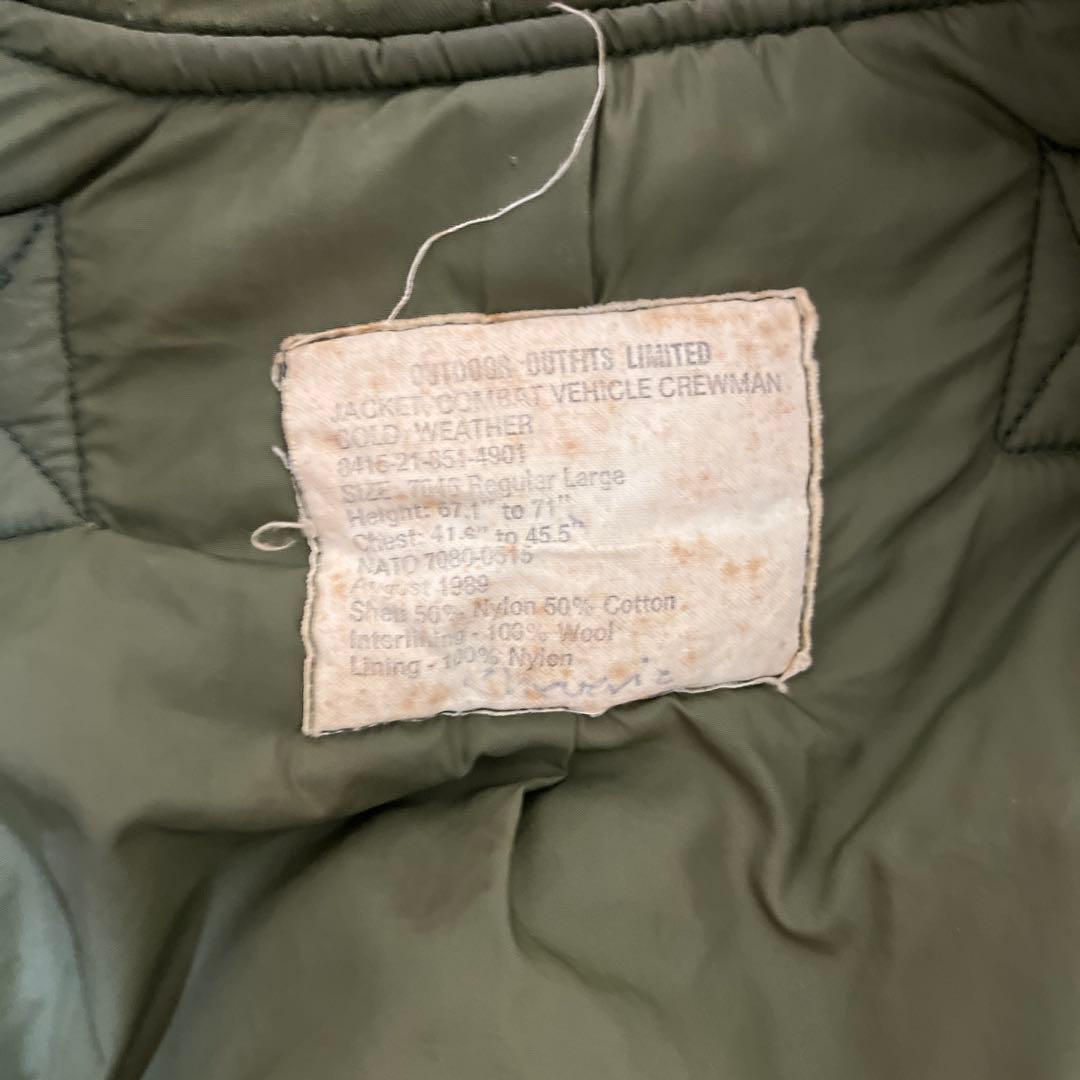 OUTDOOR OUTFITS LIMITED
JACKET, COMBAT VEHICLE CREWMAN
COLD WEATHER
8415-21-851-4901
SIZE 7046 Regular Large
Height: 67.1" to 71"
Chest: 41.4" to 45.5"
NATO 7080-0515
August 1989
Shell 50% Nylon 50% Cotton
Interlining - 100% Wool
Lining - 100% Nylon